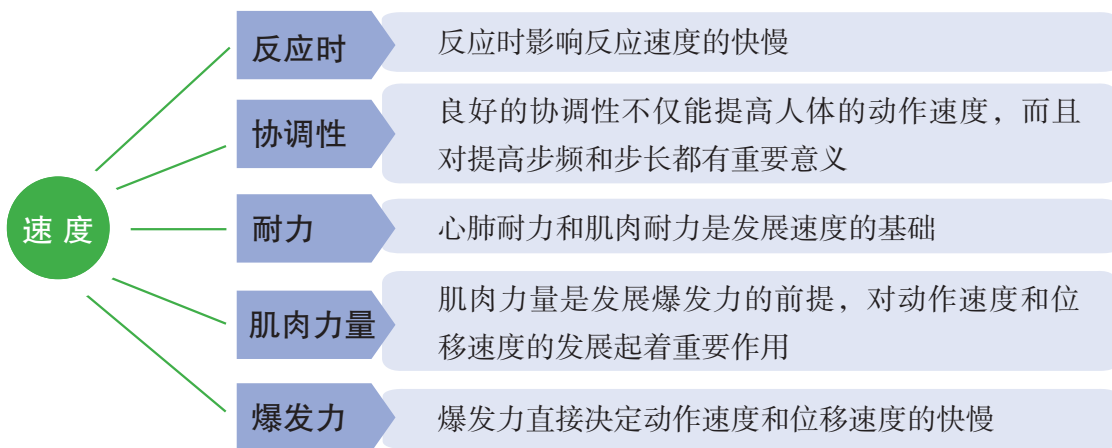 速度
反应时
反应时影响反应速度的快慢
协调性
良好的协调性不仅能提高人体的动作速度，而且
对提高步频和步长都有重要意义
耐力
心肺耐力和肌肉耐力是发展速度的基础
肌肉力量
肌肉力量是发展爆发力的前提，对动作速度和位
移速度的发展起着重要作用
爆发力
爆发力直接决定动作速度和位移速度的快慢